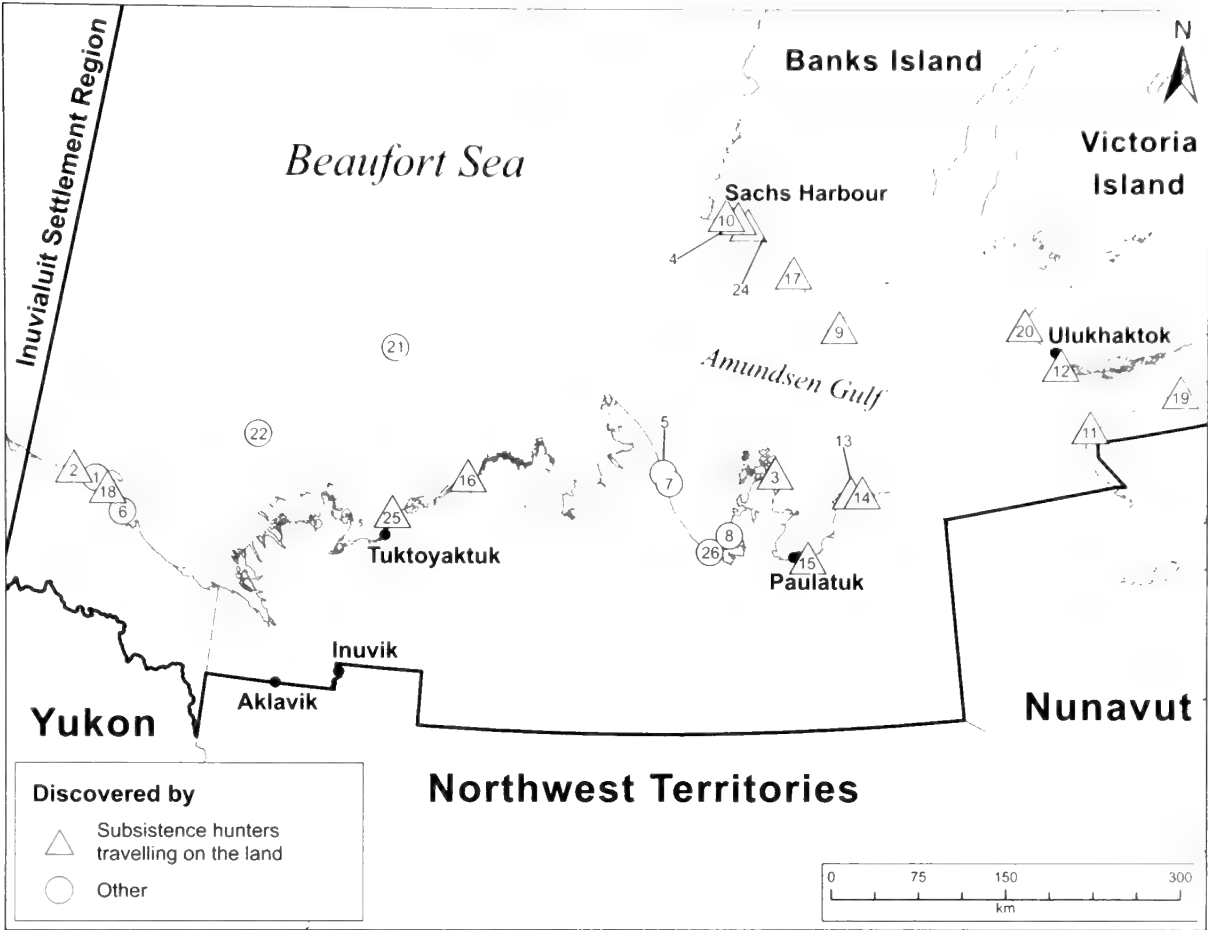 N
Banks Island
Inuvialuit Settlement Region
Beaufort Sea
Victoria
Island
Sachs Harbour
10
4
24
17
9
20
Ulukhaktok
12
21
Amundsen Gulf
19
11
22
5
13
2
1
18
6
16
7
3
14
25
Tuktoyaktuk
8
26
15
Paulatuk
Inuvik
Aklavik
Yukon
Nunavut
Northwest Territories
Discovered by
Subsistence hunters
travelling on the land
Other
0 75 150 300
km